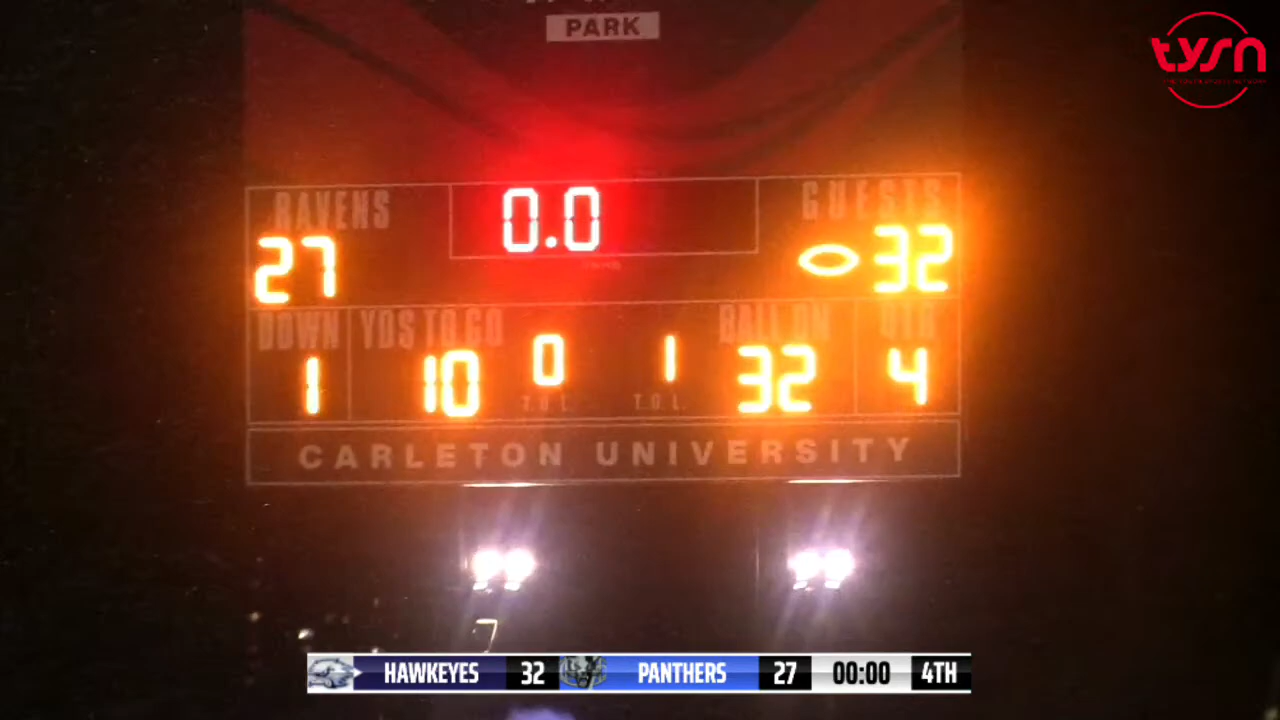 PARK
tysn
RAVENS
0.0
GUESTS
27
32
DOWN
YDS TO GO
BALL ON
QTR
1
10
0
1
32
4
T.O.L.
T.O.L.
CARLETON UNIVERSITY
HAWKEYES 32 PANTHERS 27 00:00 4TH